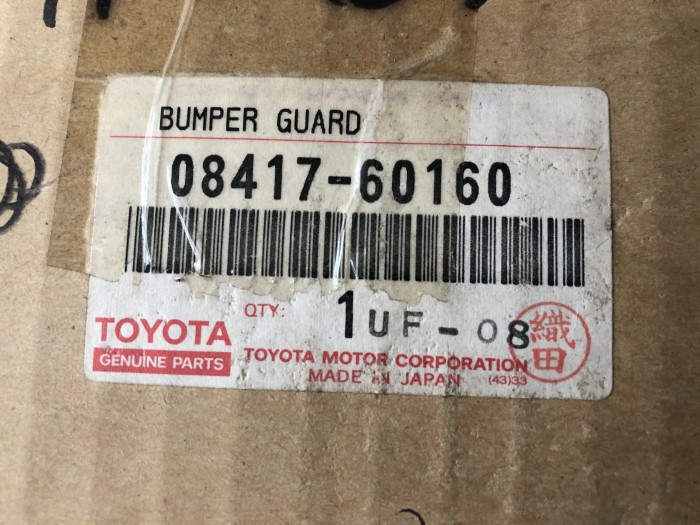 BUMPER GUARD
08417-60160
QTY: 1 UF-08
TOYOTA
GENUINE PARTS
TOYOTA MOTOR CORPORATION
MADE IN JAPAN (43)33
織田